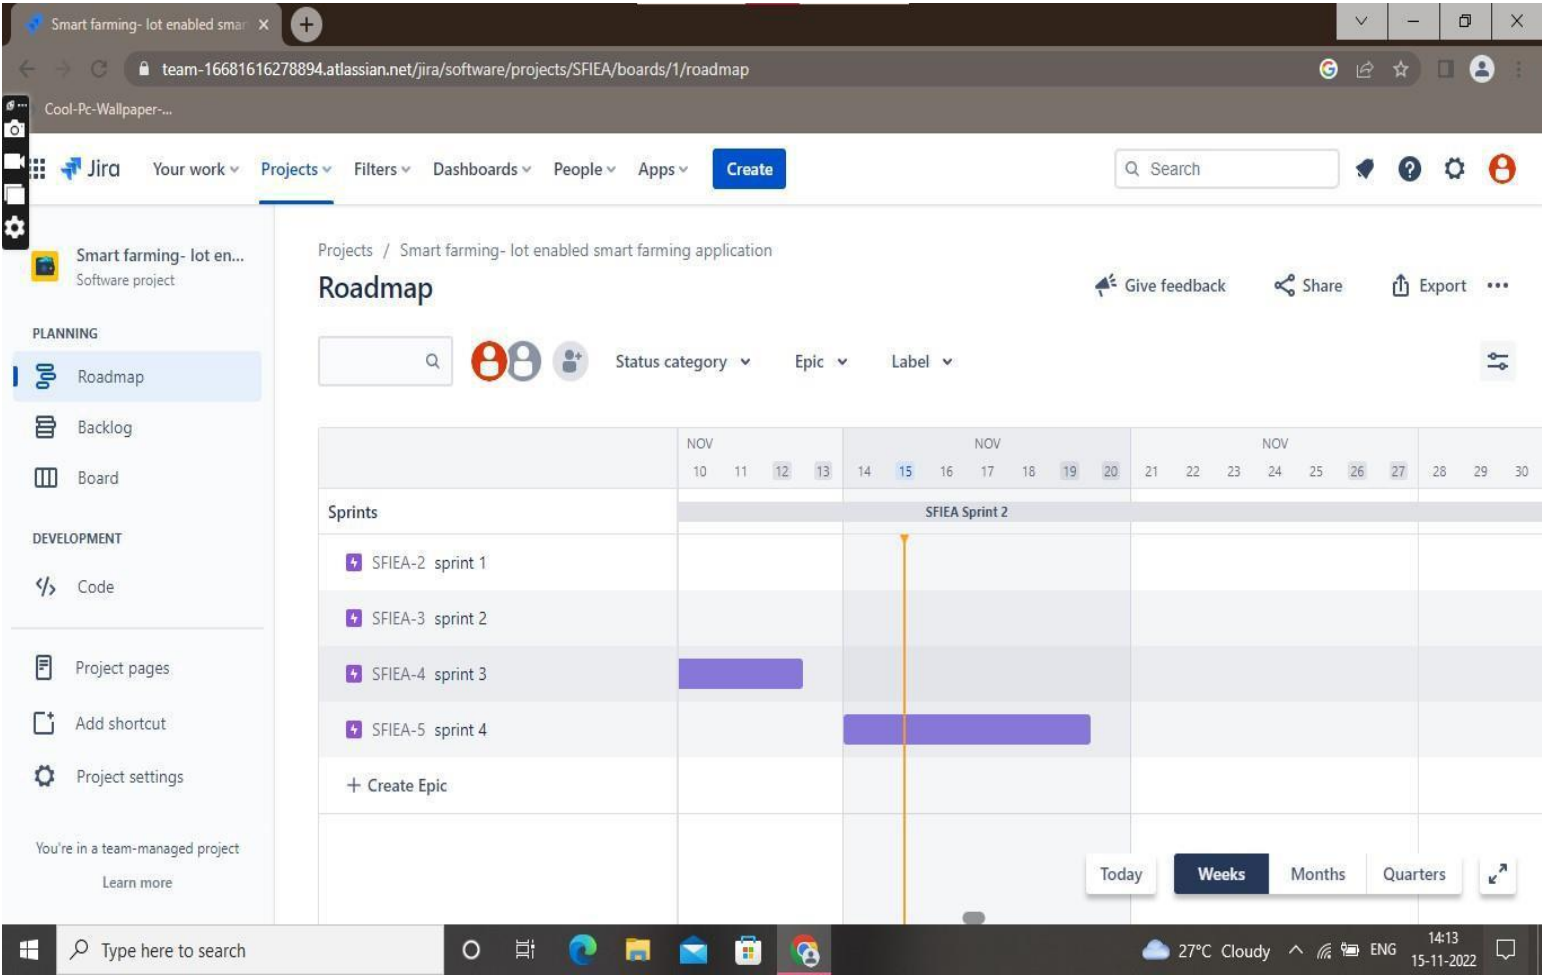 Smart farming- Iot enabled smar
team-16681616278894.atlassian.net/jira/software/projects/SFIEA/boards/1/roadmap
Cool-Pc-Wallpaper-...
Jira Your work Projects Filters Dashboards People Apps Create Search
Smart farming- Iot en...
Software project
Projects / Smart farming- Iot enabled smart farming application
Roadmap
Give feedback Share Export
PLANNING
Roadmap
Backlog
Board
DEVELOPMENT
Code
Project pages
Add shortcut
Project settings
You're in a team-managed project
Learn more
Status category Epic Label
NOV NOV NOV
10 11 12 13 14 15 16 17 18 19 20 21 22 23 24 25 26 27 28 29 30
Sprints SFIEA Sprint 2
SFIEA-2 sprint 1
SFIEA-3 sprint 2
SFIEA-4 sprint 3
SFIEA-5 sprint 4
+ Create Epic
Today Weeks Months Quarters
Type here to search
27°C Cloudy ENG
14:13
15-11-2022